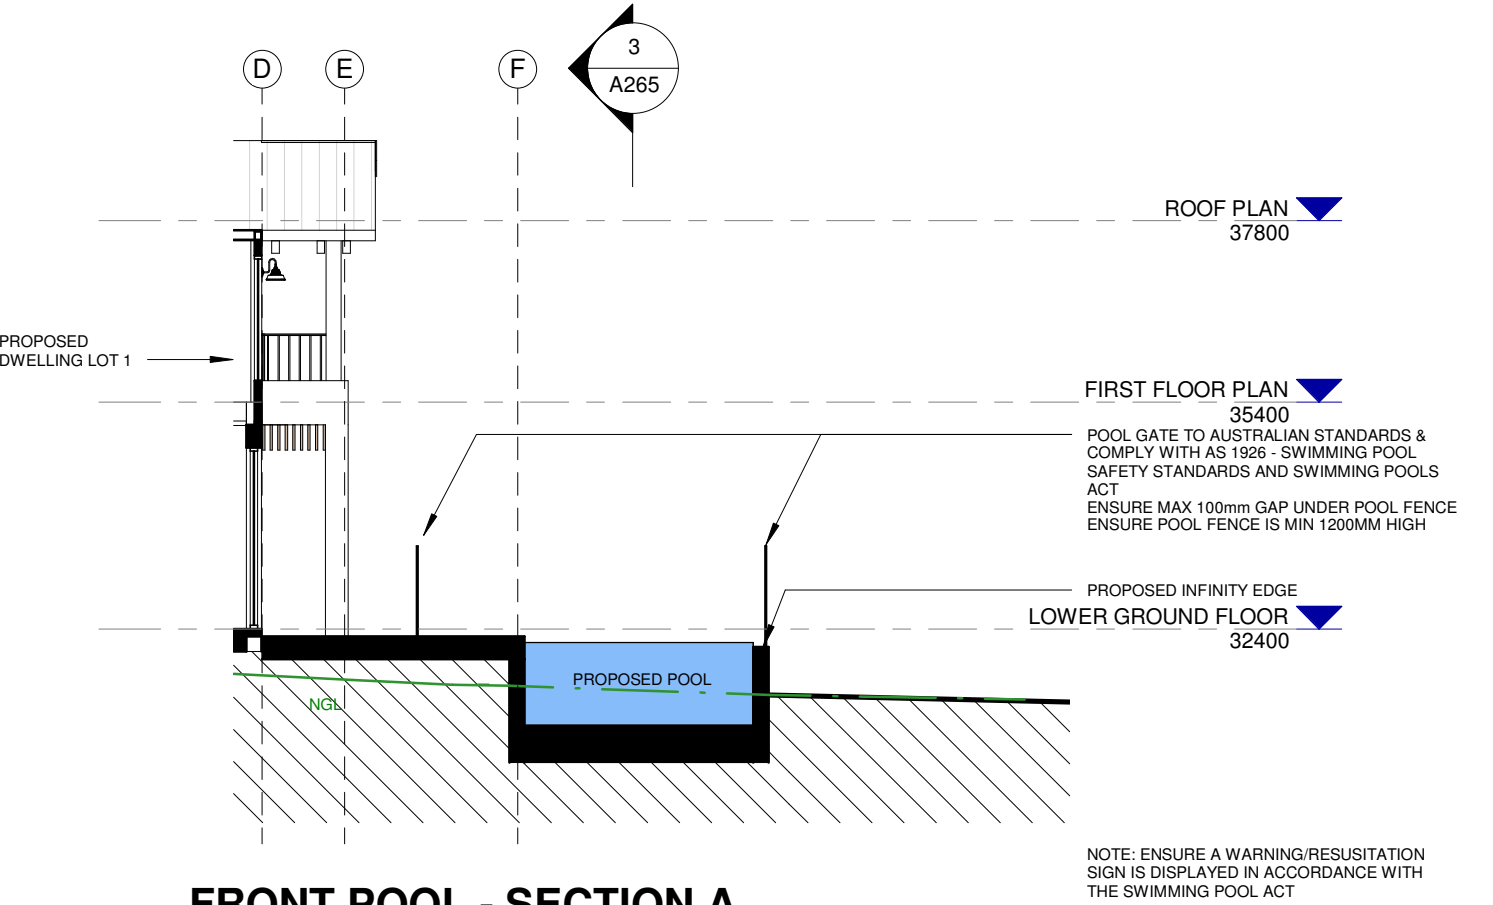 D
E
F
3
A265
ROOF PLAN
37800
PROPOSED
DWELLING LOT 1
FIRST FLOOR PLAN
35400
POOL GATE TO AUSTRALIAN STANDARDS &
COMPLY WITH AS 1926 - SWIMMING POOL
SAFETY STANDARDS AND SWIMMING POOLS
ACT
ENSURE MAX 100mm GAP UNDER POOL FENCE
ENSURE POOL FENCE IS MIN 1200MM HIGH
PROPOSED INFINITY EDGE
LOWER GROUND FLOOR
32400
PROPOSED POOL
NGL
NOTE: ENSURE A WARNING/RESUSITATION
SIGN IS DISPLAYED IN ACCORDANCE WITH
THE SWIMMING POOL ACT
FRONT POOL - SECTION A